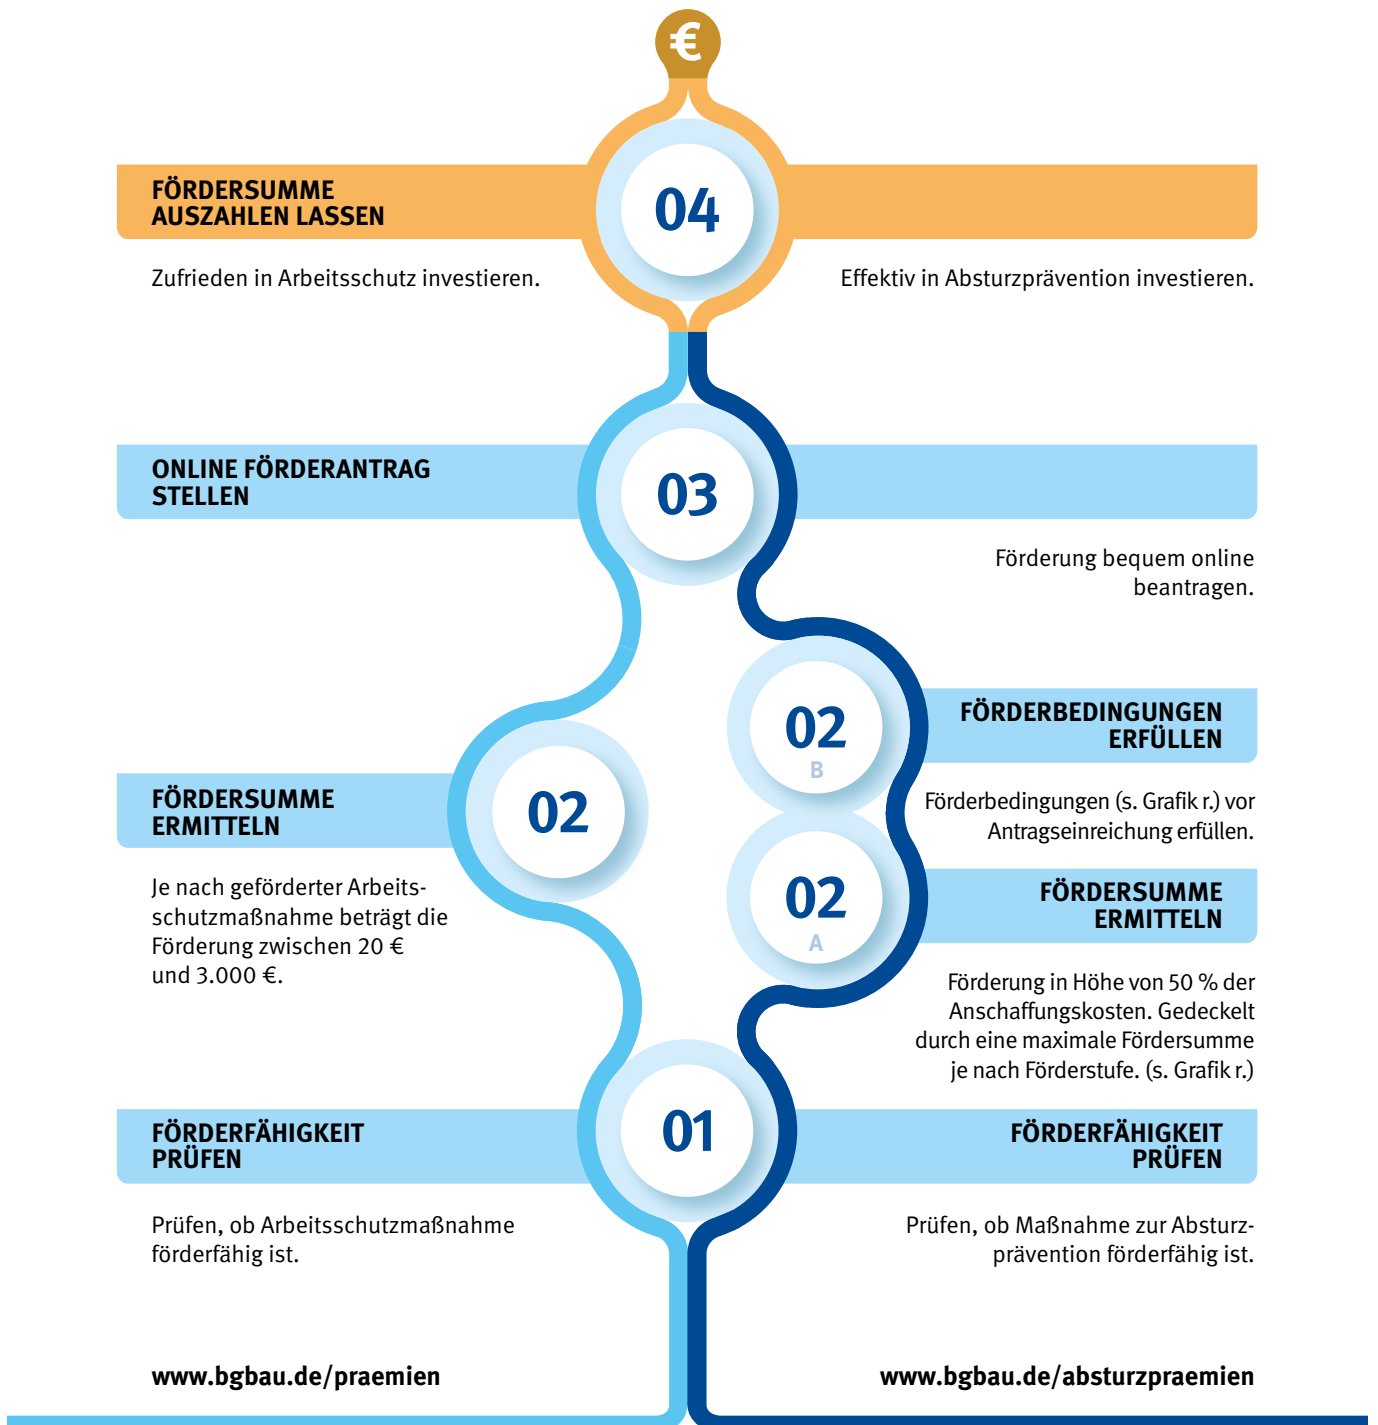 €
04
FÖRDERSUMME
AUSZAHLEN LASSEN
Zufrieden in Arbeitsschutz investieren.
Effektiv in Absturzprävention investieren.
03
ONLINE FÖRDERANTRAG
STELLEN
Förderung bequem online
beantragen.
02
B
FÖRDERBEDINGUNGEN
ERFÜLLEN
Förderbedingungen (s. Grafik r.) vor
Antragseinreichung erfüllen.
02
FÖRDERSUMME
ERMITTELN
Je nach geförderter Arbeits-
schutzmaßnahme beträgt die
Förderung zwischen 20 €
und 3.000 €.
02
A
FÖRDERSUMME
ERMITTELN
Förderung in Höhe von 50 % der
Anschaffungskosten. Gedeckelt
durch eine maximale Fördersumme
je nach Förderstufe. (s. Grafik r.)
01
FÖRDERFÄHIGKEIT
PRÜFEN
Prüfen, ob Arbeitsschutzmaßnahme
förderfähig ist.
FÖRDERFÄHIGKEIT
PRÜFEN
Prüfen, ob Maßnahme zur Absturz-
prävention förderfähig ist.
www.bgbau.de/praemien
www.bgbau.de/absturzpraemien